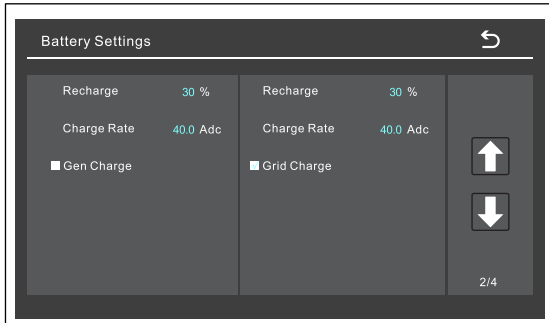 Battery Settings
Recharge 30 %
Charge Rate 40.0 Adc
Gen Charge
Recharge 30 %
Charge Rate 40.0 Adc
Grid Charge
2/4